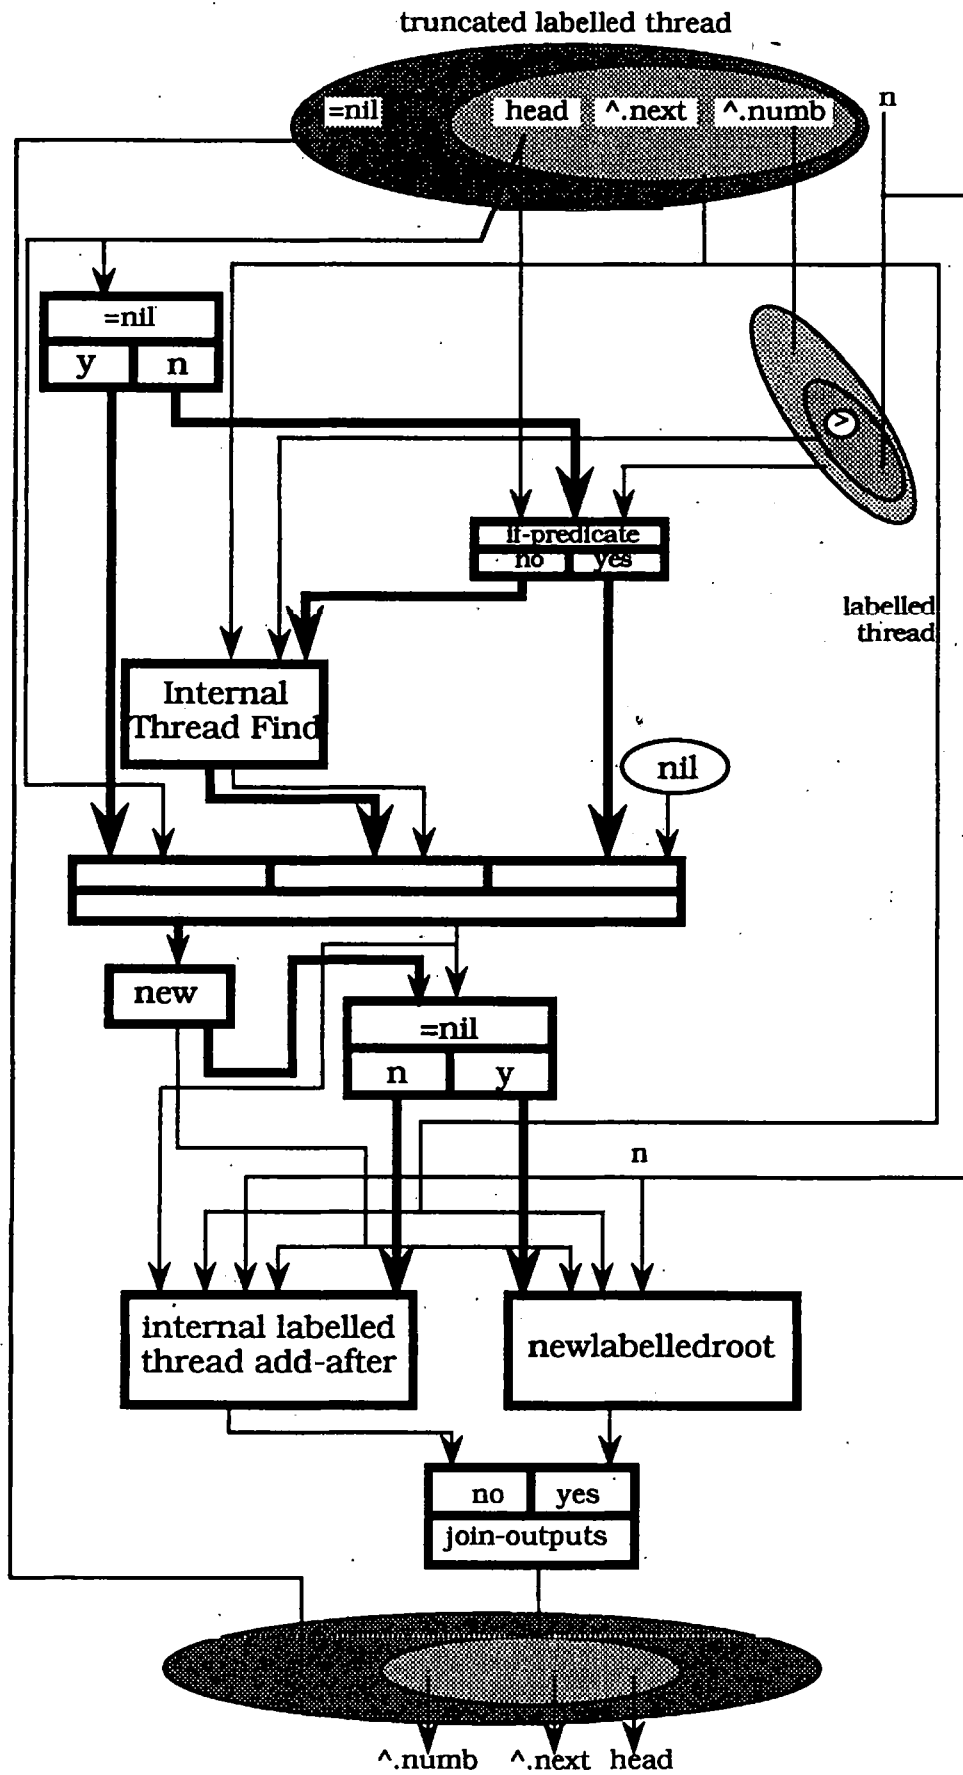 truncated labelled thread
=nil head ^.next ^.numb n
=nil
y n
>
if-predicate
no yes
labelled
thread
Internal
Thread Find
nil
new
=nil
n y
n
internal labelled
thread add-after
newlabelledroot
no yes
join-outputs
^.numb ^.next head